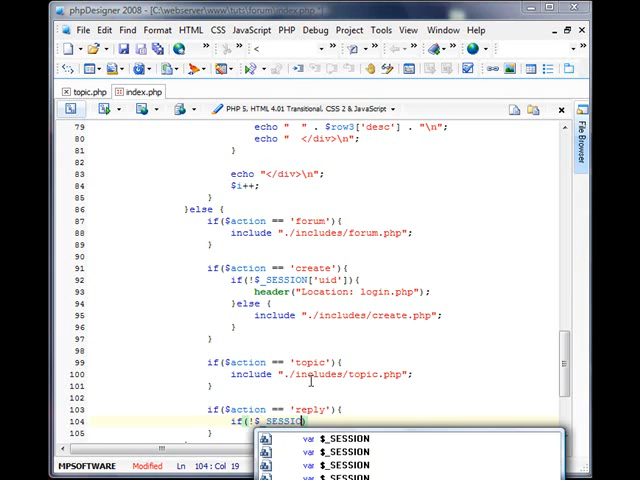 phpDesigner 2008 - [C:\webserver\www\tuts\forum\index.php *]
File Edit Find Format HTML CSS JavaScript PHP Debug Project Tools View Window Help
topic.php index.php
PHP 5, HTML 4.01 Transitional, CSS 2 & JavaScript
File Browser
79 echo "  " . $row3['desc'] . "\n";
80 echo "  </div>\n";
81 }
82
83 echo "</div>\n";
84 $i++;
85 }
86 }else {
87 if($action == 'forum'){
88 include "./includes/forum.php";
89 }
90
91 if($action == 'create'){
92 if(!$_SESSION['uid']){
93 header("Location: login.php");
94 }else {
95 include "./includes/create.php";
96 }
97 }
98
99 if($action == 'topic'){
100 include "./includes/topic.php";
101 }
102
103 if($action == 'reply'){
104 if(!$_SESSIO)
105 }
var $_SESSION
var $_SESSION
var $_SESSION
var $_SESSION
MPSOFTWARE Modified Ln 104 : Col 19